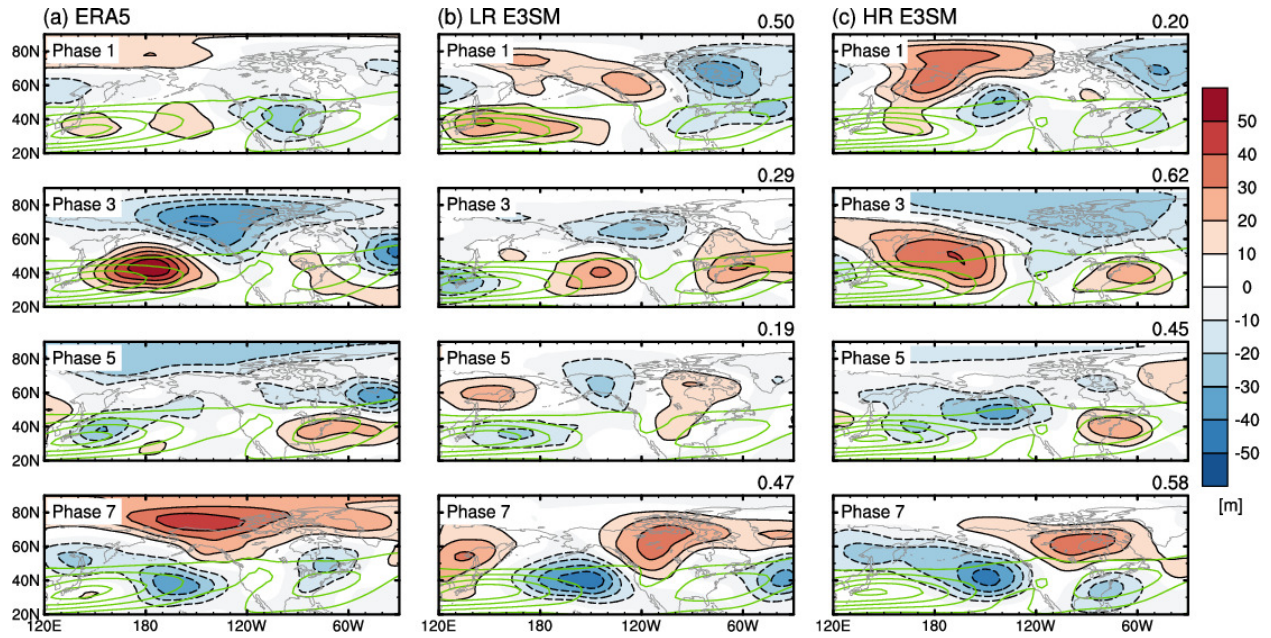 (a) ERA5
(b) LR E3SM
0.50
(c) HR E3SM
0.20
80N
60N
40N
20N
Phase 1
Phase 1
Phase 1
0.29
0.62
80N
60N
40N
20N
Phase 3
Phase 3
Phase 3
0.19
0.45
80N
60N
40N
20N
Phase 5
Phase 5
Phase 5
0.47
0.58
80N
60N
40N
20N
Phase 7
Phase 7
Phase 7
120E 180 120W 60W
120E 180 120W 60W
120E 180 120W 60W
50
40
30
20
10
0
-10
-20
-30
-40
-50
[m]